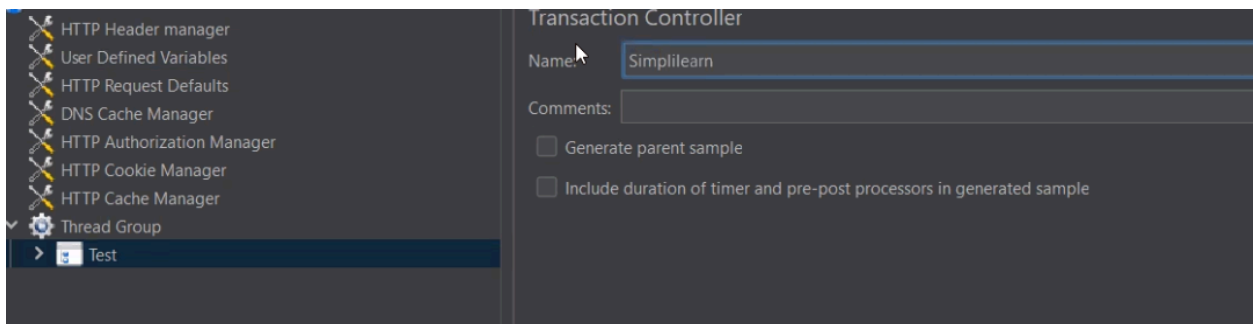 HTTP Header manager
User Defined Variables
HTTP Request Defaults
DNS Cache Manager
HTTP Authorization Manager
HTTP Cookie Manager
HTTP Cache Manager
Thread Group
Test
Transaction Controller
Name:
Simplilearn
Comments:
Generate parent sample
Include duration of timer and pre-post processors in generated sample